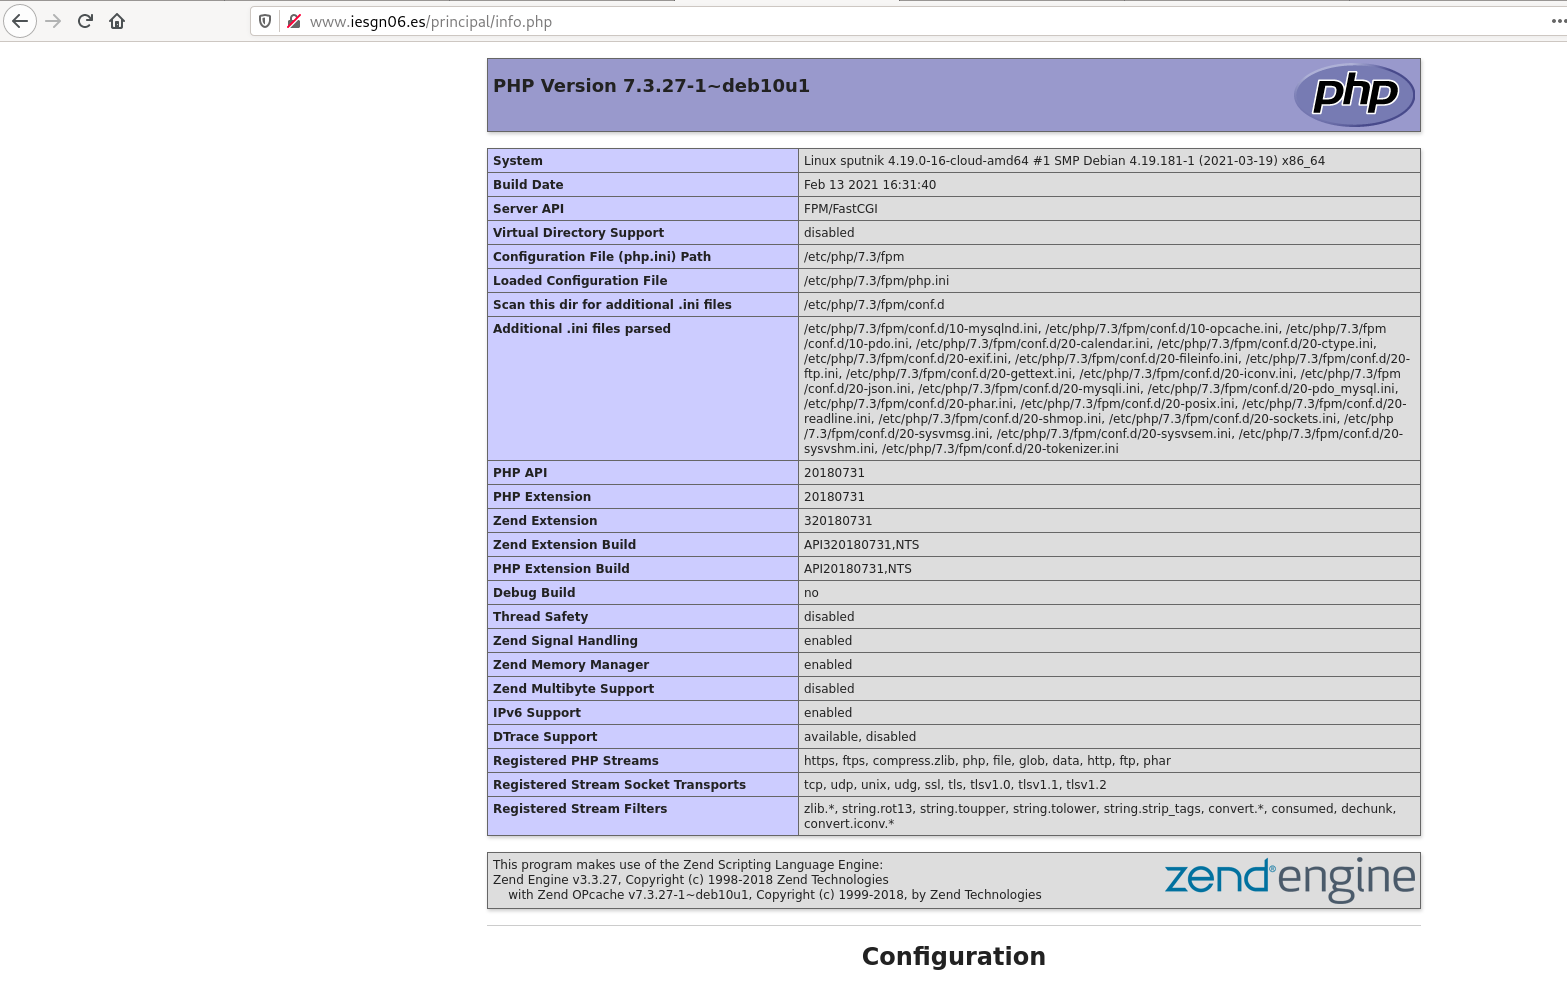 www.iesgn06.es/principal/info.php
PHP Version 7.3.27-1~deb10u1
php
System Linux sputnik 4.19.0-16-cloud-amd64 #1 SMP Debian 4.19.181-1 (2021-03-19) x86_64
Build Date Feb 13 2021 16:31:40
Server API FPM/FastCGI
Virtual Directory Support disabled
Configuration File (php.ini) Path /etc/php/7.3/fpm
Loaded Configuration File /etc/php/7.3/fpm/php.ini
Scan this dir for additional .ini files /etc/php/7.3/fpm/conf.d
Additional .ini files parsed /etc/php/7.3/fpm/conf.d/10-mysqlnd.ini, /etc/php/7.3/fpm/conf.d/10-opcache.ini, /etc/php/7.3/fpm
/conf.d/10-pdo.ini, /etc/php/7.3/fpm/conf.d/20-calendar.ini, /etc/php/7.3/fpm/conf.d/20-ctype.ini,
/etc/php/7.3/fpm/conf.d/20-exif.ini, /etc/php/7.3/fpm/conf.d/20-fileinfo.ini, /etc/php/7.3/fpm/conf.d/20-
ftp.ini, /etc/php/7.3/fpm/conf.d/20-gettext.ini, /etc/php/7.3/fpm/conf.d/20-iconv.ini, /etc/php/7.3/fpm
/conf.d/20-json.ini, /etc/php/7.3/fpm/conf.d/20-mysqli.ini, /etc/php/7.3/fpm/conf.d/20-pdo_mysql.ini,
/etc/php/7.3/fpm/conf.d/20-phar.ini, /etc/php/7.3/fpm/conf.d/20-posix.ini, /etc/php/7.3/fpm/conf.d/20-
readline.ini, /etc/php/7.3/fpm/conf.d/20-shmop.ini, /etc/php/7.3/fpm/conf.d/20-sockets.ini, /etc/php
/7.3/fpm/conf.d/20-sysvmsg.ini, /etc/php/7.3/fpm/conf.d/20-sysvsem.ini, /etc/php/7.3/fpm/conf.d/20-
sysvshm.ini, /etc/php/7.3/fpm/conf.d/20-tokenizer.ini
PHP API 20180731
PHP Extension 20180731
Zend Extension 320180731
Zend Extension Build API320180731,NTS
PHP Extension Build API20180731,NTS
Debug Build no
Thread Safety disabled
Zend Signal Handling enabled
Zend Memory Manager enabled
Zend Multibyte Support disabled
IPv6 Support enabled
DTrace Support available, disabled
Registered PHP Streams https, ftps, compress.zlib, php, file, glob, data, http, ftp, phar
Registered Stream Socket Transports tcp, udp, unix, udg, ssl, tls, tlsv1.0, tlsv1.1, tlsv1.2
Registered Stream Filters zlib.*, string.rot13, string.toupper, string.tolower, string.strip_tags, convert.*, consumed, dechunk,
convert.iconv.*
This program makes use of the Zend Scripting Language Engine:
Zend Engine v3.3.27, Copyright (c) 1998-2018 Zend Technologies
with Zend OPcache v7.3.27-1~deb10u1, Copyright (c) 1999-2018, by Zend Technologies
zend® engine
Configuration